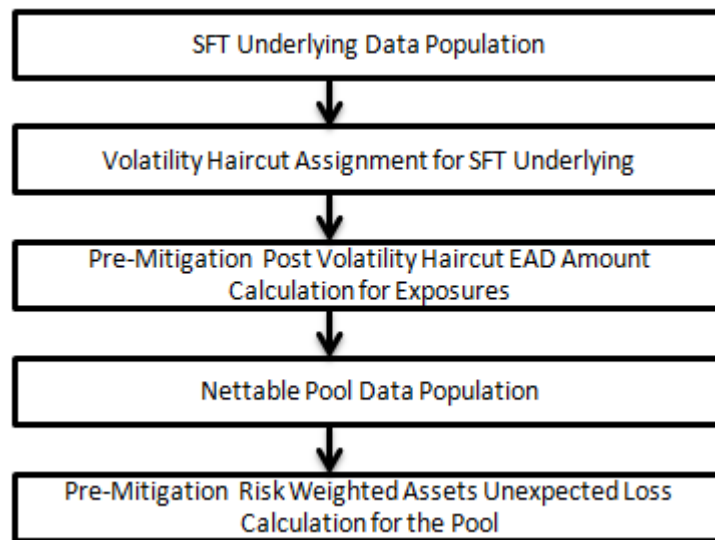 SFT Underlying Data Population
Volatility Haircut Assignment for SFT Underlying
Pre-Mitigation Post Volatility Haircut EAD Amount
Calculation for Exposures
Nettable Pool Data Population
Pre-Mitigation Risk Weighted Assets Unexpected Loss
Calculation for the Pool